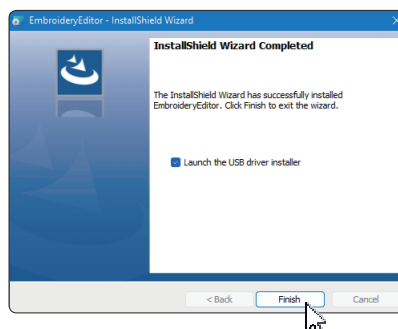 EmbroideryEditor - InstallShield Wizard
InstallShield Wizard Completed
The InstallShield Wizard has successfully installed
EmbroideryEditor. Click Finish to exit the wizard.
Launch the USB driver installer
< Back Finish Cancel